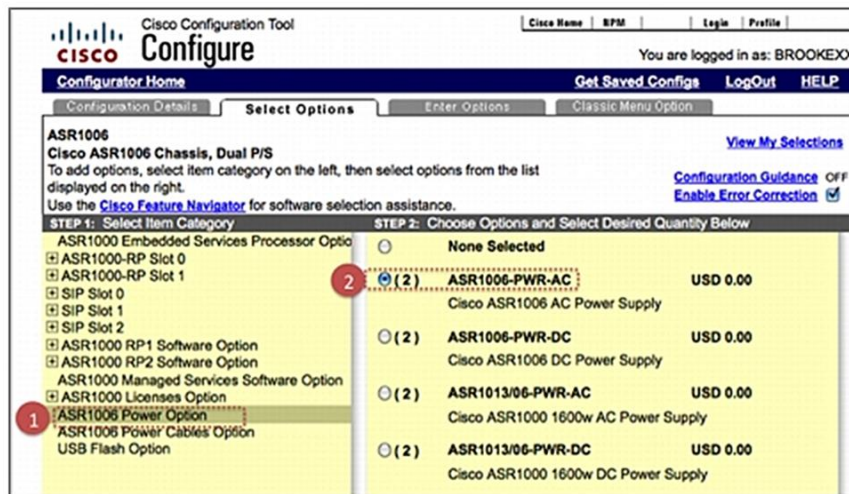 Cisco Configuration Tool
Cisco Home | NPM | Login | Profile
CISCO Configure
You are logged in as: BROOKEX
Configurator Home Get Saved Configs LogOut HELP
Configuration Details Select Options Enter Options Classic Menu Option
ASR1006
View My Selections
Cisco ASR1006 Chassis, Dual P/S
To add options, select item category on the left, then select options from the list
displayed on the right.
Configuration Guidance OFF
Use the Cisco Feature Navigator for software selection assistance.
Enable Error Correction
STEP 1: Select Item Category
ASR1000 Embedded Services Processor Optio
ASR1000-RP Slot 0
ASR1000-RP Slot 1
SIP Slot 0
SIP Slot 1
SIP Slot 2
ASR1000 RP1 Software Option
ASR1000 RP2 Software Option
ASR1000 Managed Services Software Option
ASR1000 Licenses Option
1 ASR1006 Power Option
ASR1006 Power Cables Option
USB Flash Option
STEP 2: Choose Options and Select Desired Quantity Below
None Selected
2 (2) ASR1006-PWR-AC USD 0.00
Cisco ASR1006 AC Power Supply
(2) ASR1006-PWR-DC USD 0.00
Cisco ASR1006 DC Power Supply
(2) ASR1013/06-PWR-AC USD 0.00
Cisco ASR1000 1600w AC Power Supply
(2) ASR1013/06-PWR-DC USD 0.00
Cisco ASR1000 1600w DC Power Supply